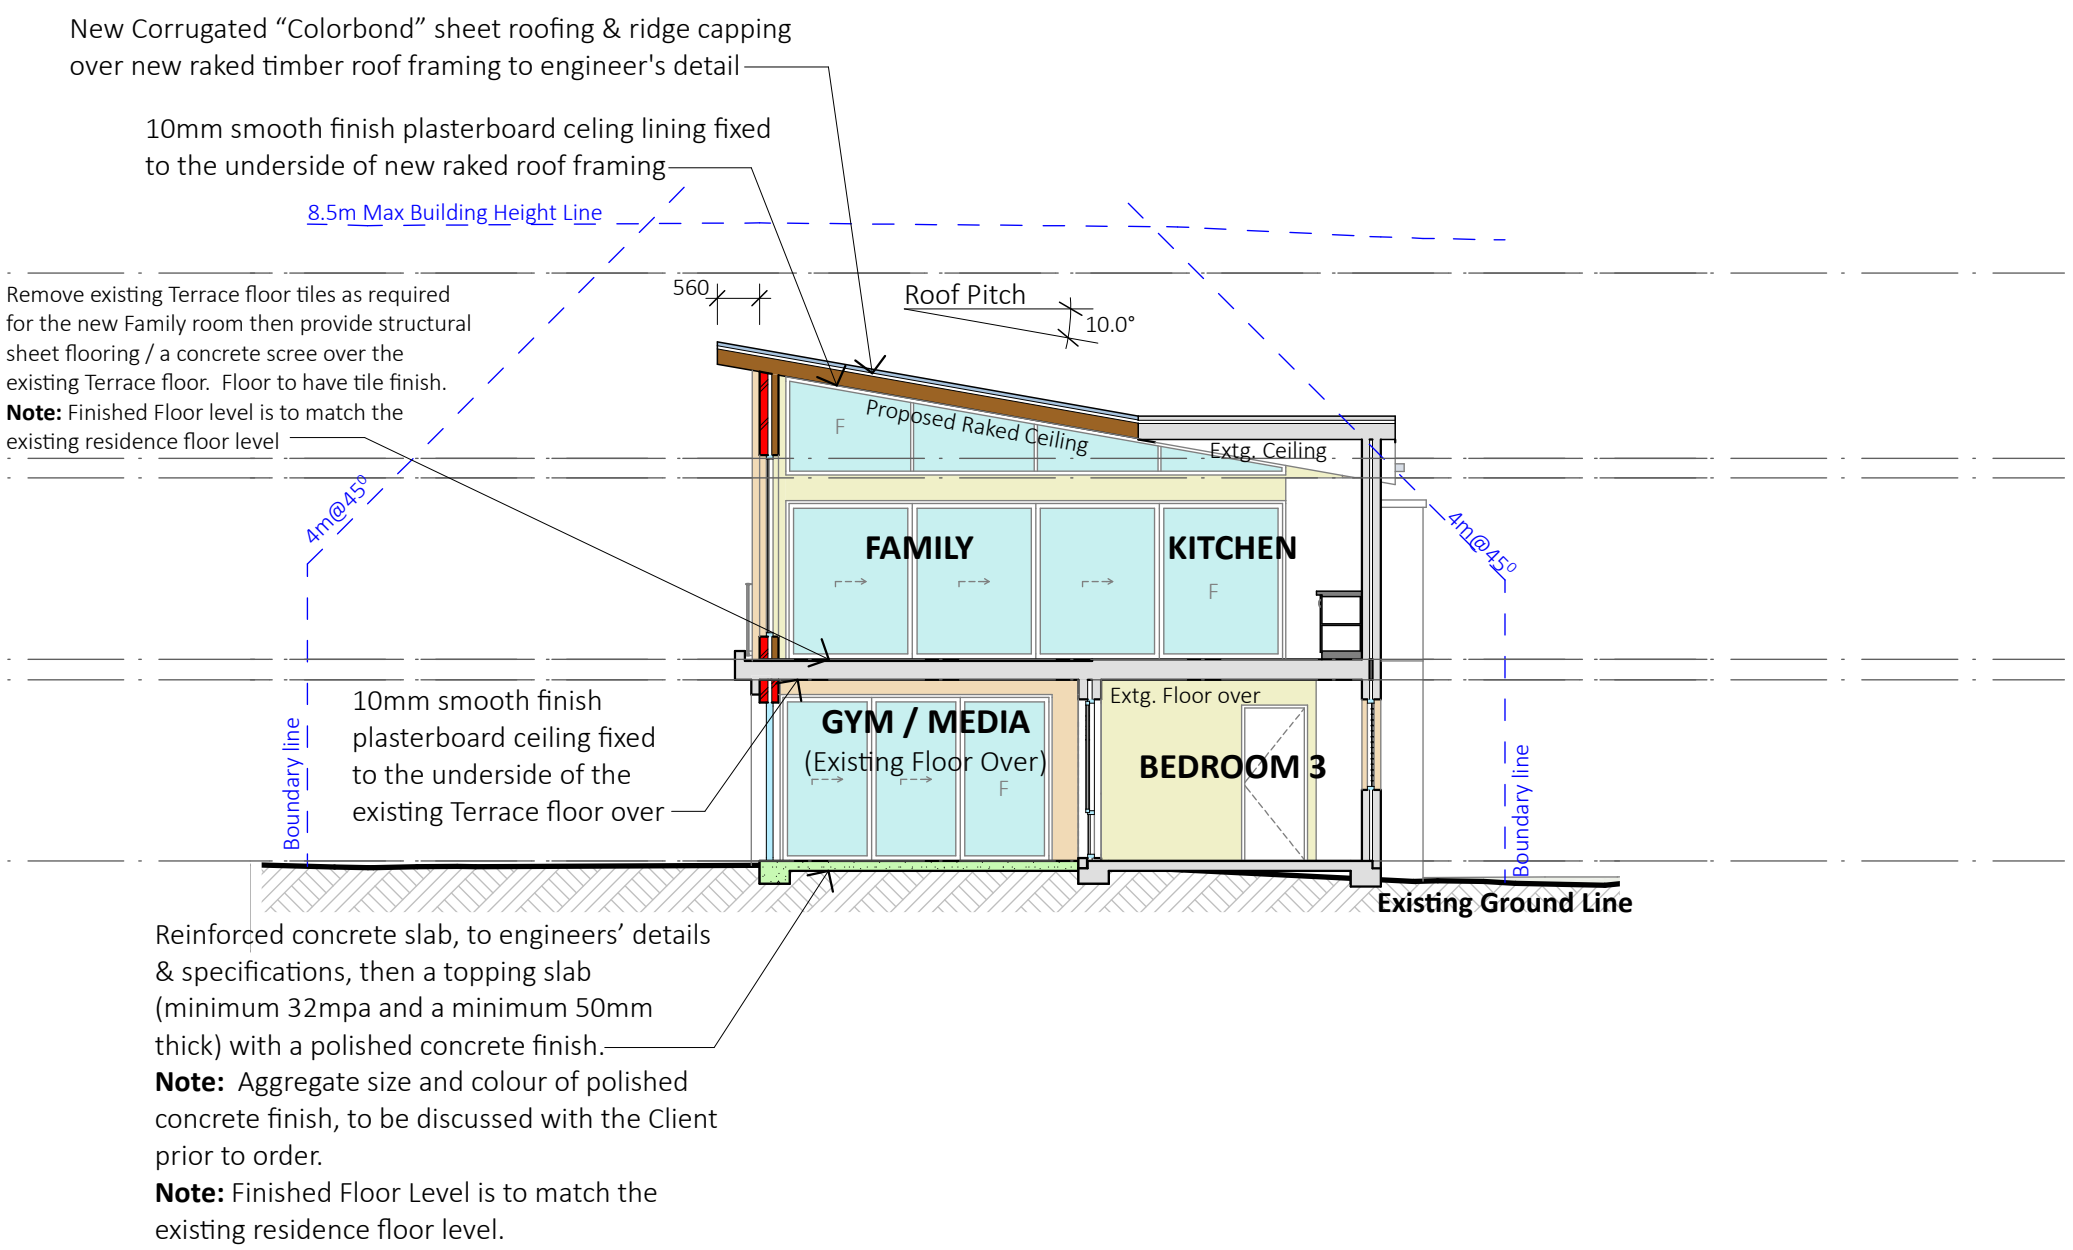 New Corrugated “Colorbond” sheet roofing & ridge capping
over new raked timber roof framing to engineer's detail
10mm smooth finish plasterboard celing lining fixed
to the underside of new raked roof framing
8.5m Max Building Height Line
Remove existing Terrace floor tiles as required
for the new Family room then provide structural
sheet flooring / a concrete scree over the
existing Terrace floor.  Floor to have tile finish.
Note: Finished Floor level is to match the
existing residence floor level
560
Roof Pitch
10.0°
F
Proposed Raked Ceiling
Extg. Ceiling
4m@45⁰
4m@45⁰
FAMILY
KITCHEN
F
10mm smooth finish
plasterboard ceiling fixed
to the underside of the
existing Terrace floor over
Extg. Floor over
GYM / MEDIA
(Existing Floor Over)
F
BEDROOM 3
Boundary line
Boundary line
Existing Ground Line
Reinforced concrete slab, to engineers’ details
& specifications, then a topping slab
(minimum 32mpa and a minimum 50mm
thick) with a polished concrete finish.
Note:  Aggregate size and colour of polished
concrete finish, to be discussed with the Client
prior to order.
Note: Finished Floor Level is to match the
existing residence floor level.